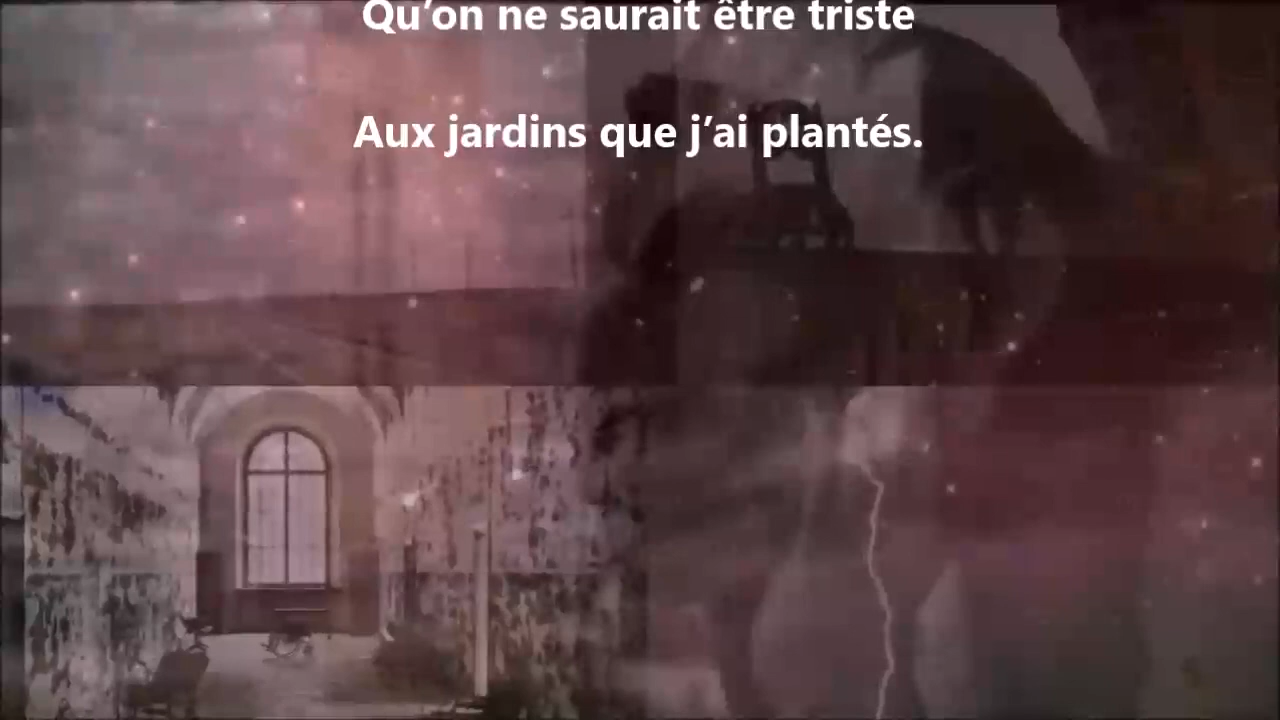 Qu’on ne saurait être triste
Aux jardins que j’ai plantés.